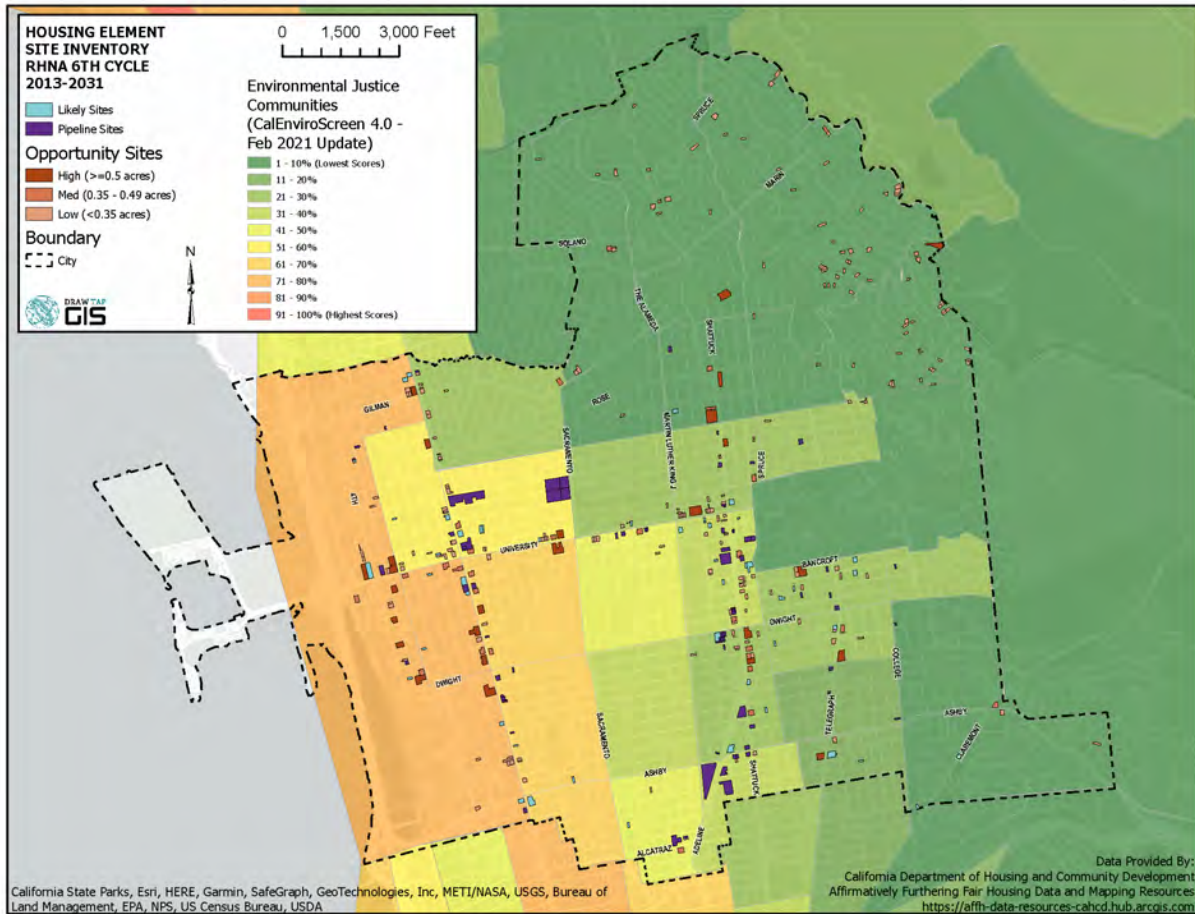 HOUSING ELEMENT
SITE INVENTORY
RHNA 6TH CYCLE
2013-2031
Likely Sites
Pipeline Sites
Opportunity Sites
High (>=0.5 acres)
Med (0.35 - 0.49 acres)
Low (<0.35 acres)
Boundary
City
DRAW TAP
GIS
0 1,500 3,000 Feet
Environmental Justice
Communities
(CalEnviroScreen 4.0 -
Feb 2021 Update)
1 - 10% (Lowest Scores)
11 - 20%
21 - 30%
31 - 40%
41 - 50%
51 - 60%
61 - 70%
71 - 80%
81 - 90%
91 - 100% (Highest Scores)
N
SPRUCE
MARIN
SOLANO
THE ALAMEDA
SHATTUCK
GILMAN
ROSE
SACRAMENTO
MARTIN LUTHER KING J
SPRUCE
6TH
UNIVERSITY
BANCROFT
DWIGHT
DWIGHT
COLLEGE
SACRAMENTO
TELEGRAPH
ASHBY
CLAREMONT
ASHBY
SHATTUCK
ALCATRAZ
ADELINE
California State Parks, Esri, HERE, Garmin, SafeGraph, GeoTechnologies, Inc, METI/NASA, USGS, Bureau of
Land Management, EPA, NPS, US Census Bureau, USDA
Data Provided By:
California Department of Housing and Community Development
Affirmatively Furthering Fair Housing Data and Mapping Resources
https://affh-data-resources-cahcd.hub.arcgis.com